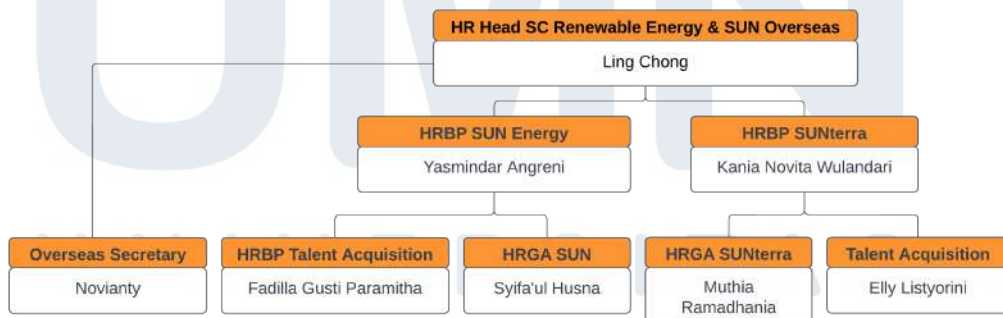 HR Head SC Renewable Energy & SUN Overseas
Ling Chong
HRBP SUN Energy
Yasmindar Angreni
HRBP SUNterra
Kania Novita Wulandari
Overseas Secretary
Novianty
HRBP Talent Acquisition
Fadilla Gusti Paramitha
HRGA SUN
Syifa'ul Husna
HRGA SUNterra
Muthia
Ramadhania
Talent Acquisition
Elly Listyorini